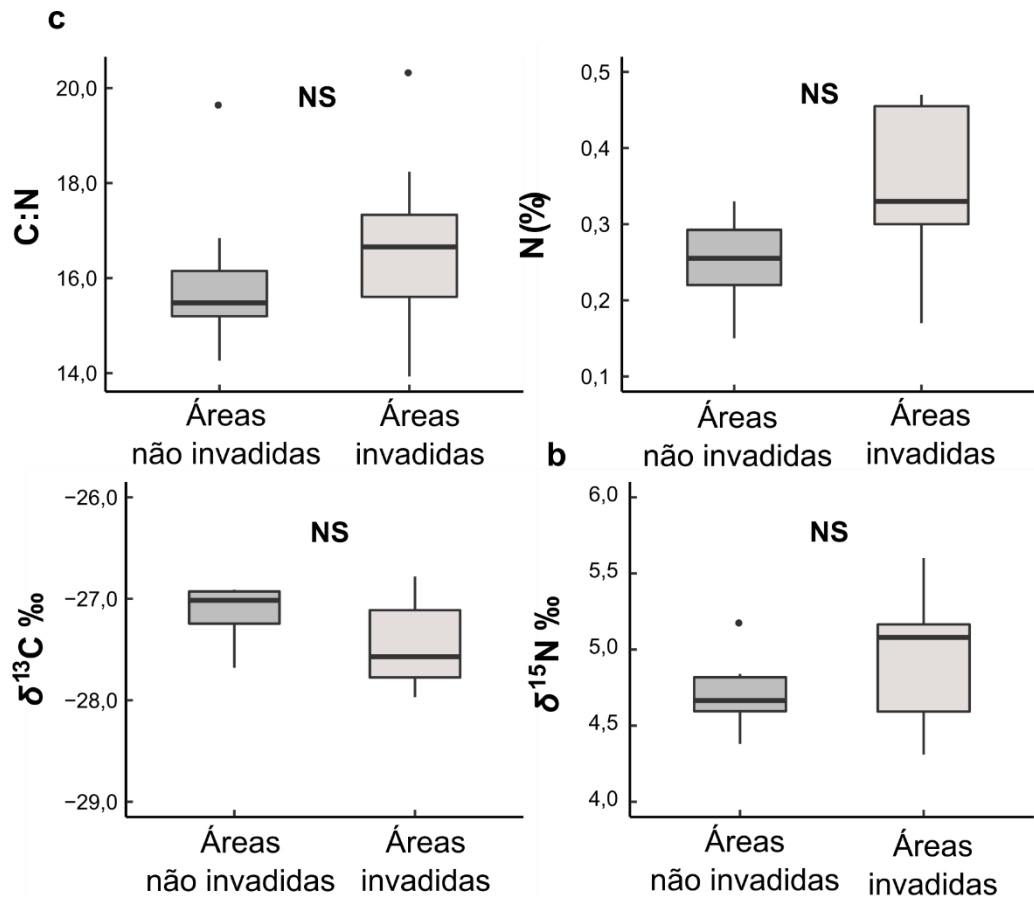 c
C:N
20,0
18,0
16,0
14,0
NS
Áreas
não invadidas
Áreas
invadidas
N(%)
0,5
0,4
0,3
0,2
0,1
NS
Áreas
não invadidas
Áreas
invadidas
δ¹³C ‰
−26,0
−27,0
−28,0
−29,0
NS
Áreas
não invadidas
Áreas
invadidas
b
δ¹⁵N ‰
6,0
5,5
5,0
4,5
4,0
NS
Áreas
não invadidas
Áreas
invadidas